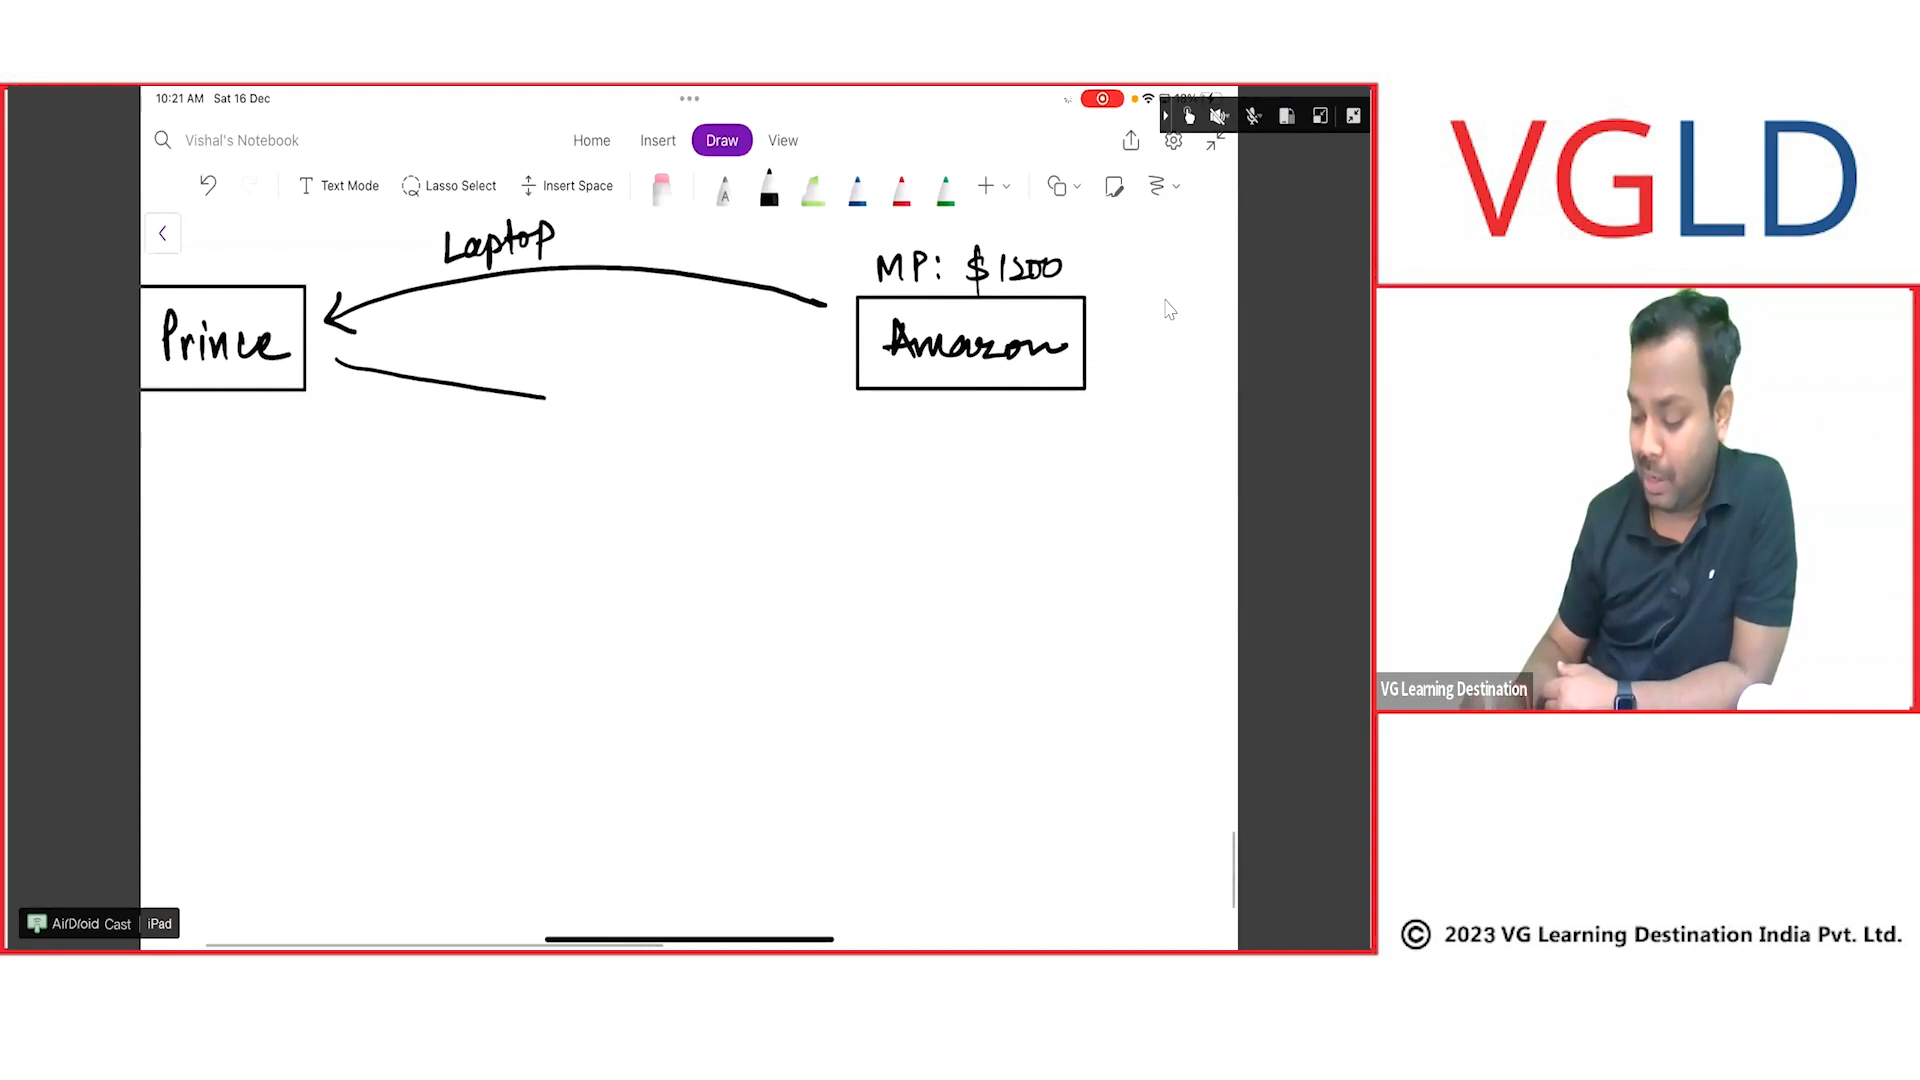 10:21 AM Sat 16 Dec
18%
Vishal's Notebook
Home Insert Draw View
Text Mode Lasso Select Insert Space
A
Laptop
MP: $1200
Prince
Amazon
VGLD
VG Learning Destination
AirDroid Cast iPad
© 2023 VG Learning Destination India Pvt. Ltd.